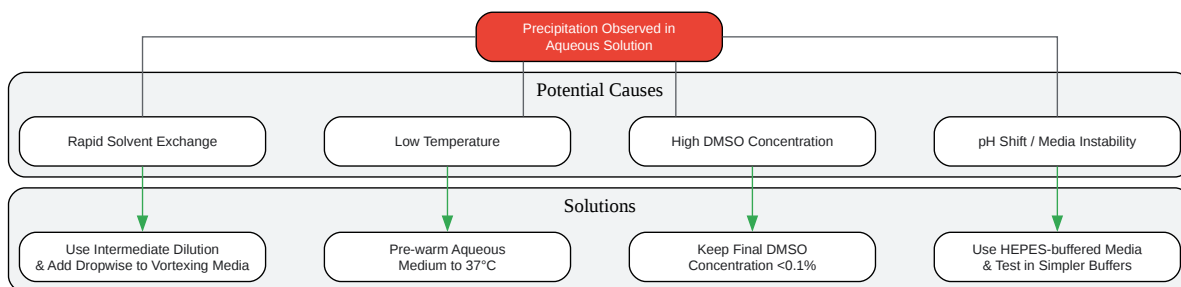 Precipitation Observed in
Aqueous Solution
Potential Causes
Rapid Solvent Exchange
Low Temperature
High DMSO Concentration
pH Shift / Media Instability
Solutions
Use Intermediate Dilution
& Add Dropwise to Vortexing Media
Pre-warm Aqueous
Medium to 37°C
Keep Final DMSO
Concentration <0.1%
Use HEPES-buffered Media
& Test in Simpler Buffers